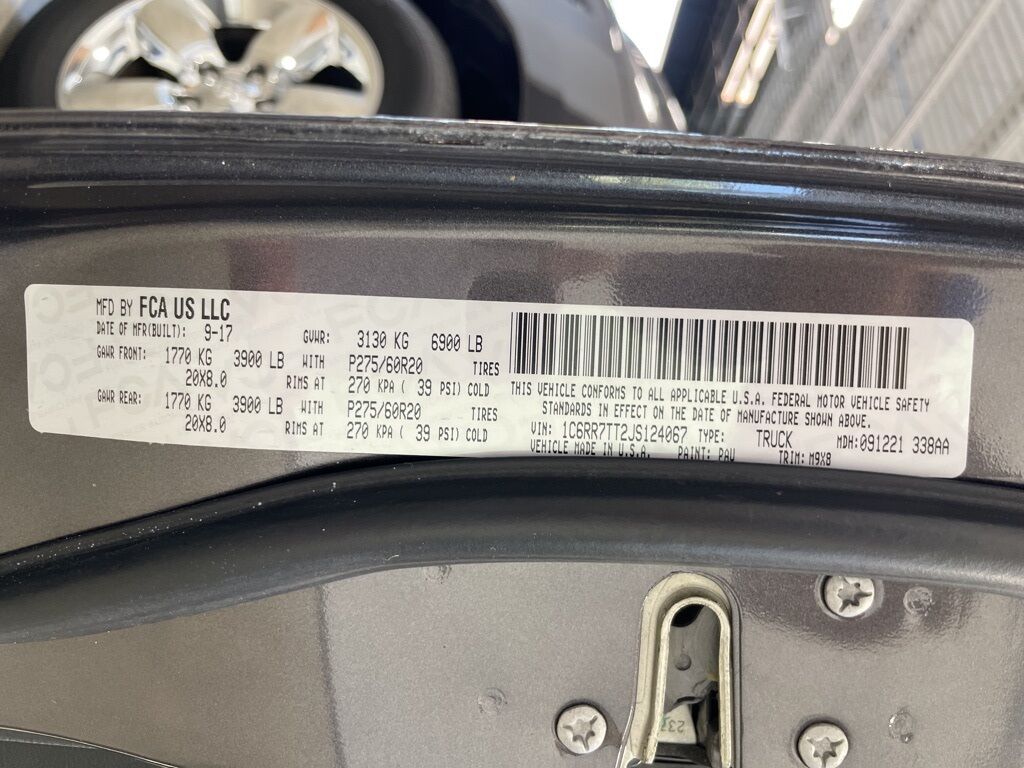 MFD BY FCA US LLC
DATE OF MFR(BUILT): 9-17 GVWR: 3130 KG 6900 LB
GAWR FRONT: 1770 KG 3900 LB WITH P275/60R20 TIRES
20X8.0 RIMS AT 270 KPA ( 39 PSI) COLD
GAWR REAR: 1770 KG 3900 LB WITH P275/60R20 TIRES
20X8.0 RIMS AT 270 KPA ( 39 PSI) COLD
THIS VEHICLE CONFORMS TO ALL APPLICABLE U.S.A. FEDERAL MOTOR VEHICLE SAFETY
STANDARDS IN EFFECT ON THE DATE OF MANUFACTURE SHOWN ABOVE.
VIN: 1C6RR7TT2JS124067 TYPE: TRUCK MDH: 091221 338AA
VEHICLE MADE IN U.S.A. PAINT: PAU TRIM: M9X8